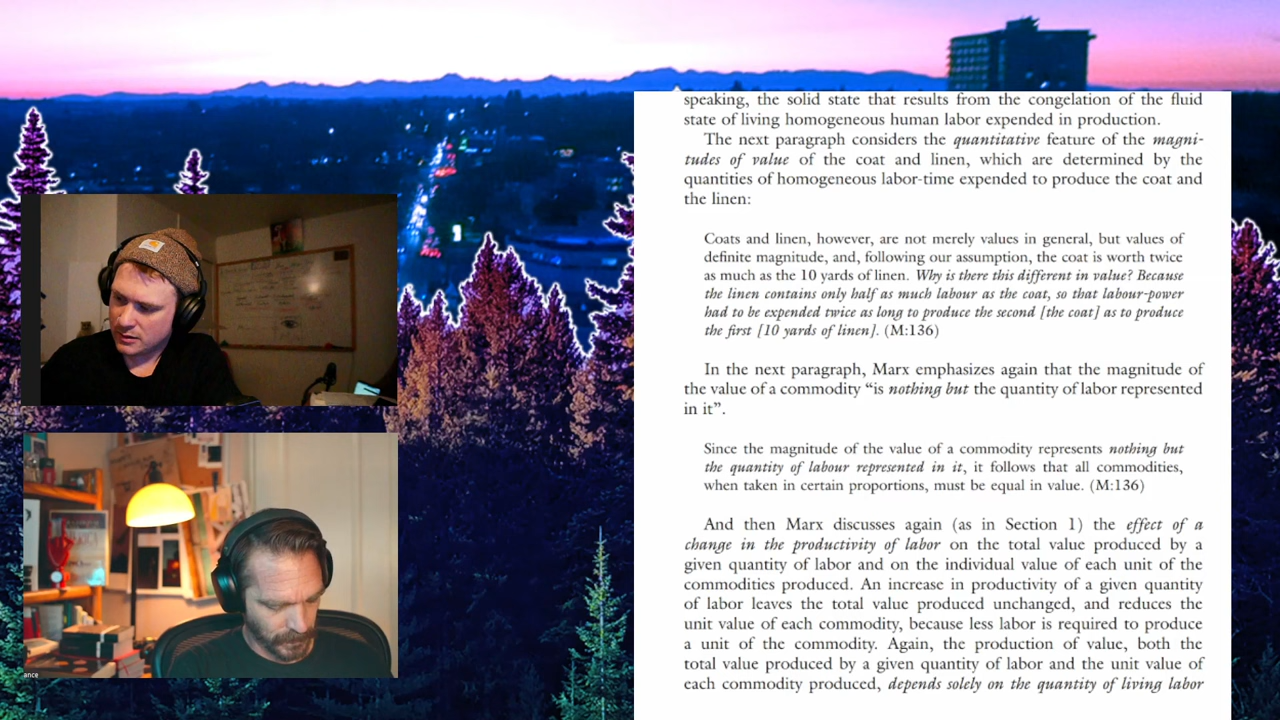 speaking, the solid state that results from the congelation of the fluid
state of living homogeneous human labor expended in production.
The next paragraph considers the quantitative feature of the magni-
tudes of value of the coat and linen, which are determined by the
quantities of homogeneous labor-time expended to produce the coat and
the linen:
Coats and linen, however, are not merely values in general, but values of
definite magnitude, and, following our assumption, the coat is worth twice
as much as the 10 yards of linen. Why is there this different in value? Because
the linen contains only half as much labour as the coat, so that labour-power
had to be expended twice as long to produce the second [the coat] as to produce
the first [10 yards of linen]. (M:136)
In the next paragraph, Marx emphasizes again that the magnitude of
the value of a commodity “is nothing but the quantity of labor represented
in it”.
Since the magnitude of the value of a commodity represents nothing but
the quantity of labour represented in it, it follows that all commodities,
when taken in certain proportions, must be equal in value. (M:136)
And then Marx discusses again (as in Section 1) the effect of a
change in the productivity of labor on the total value produced by a
given quantity of labor and on the individual value of each unit of the
commodities produced. An increase in productivity of a given quantity
of labor leaves the total value produced unchanged, and reduces the
unit value of each commodity, because less labor is required to produce
a unit of the commodity. Again, the production of value, both the
total value produced by a given quantity of labor and the unit value of
each commodity produced, depends solely on the quantity of living labor
ance